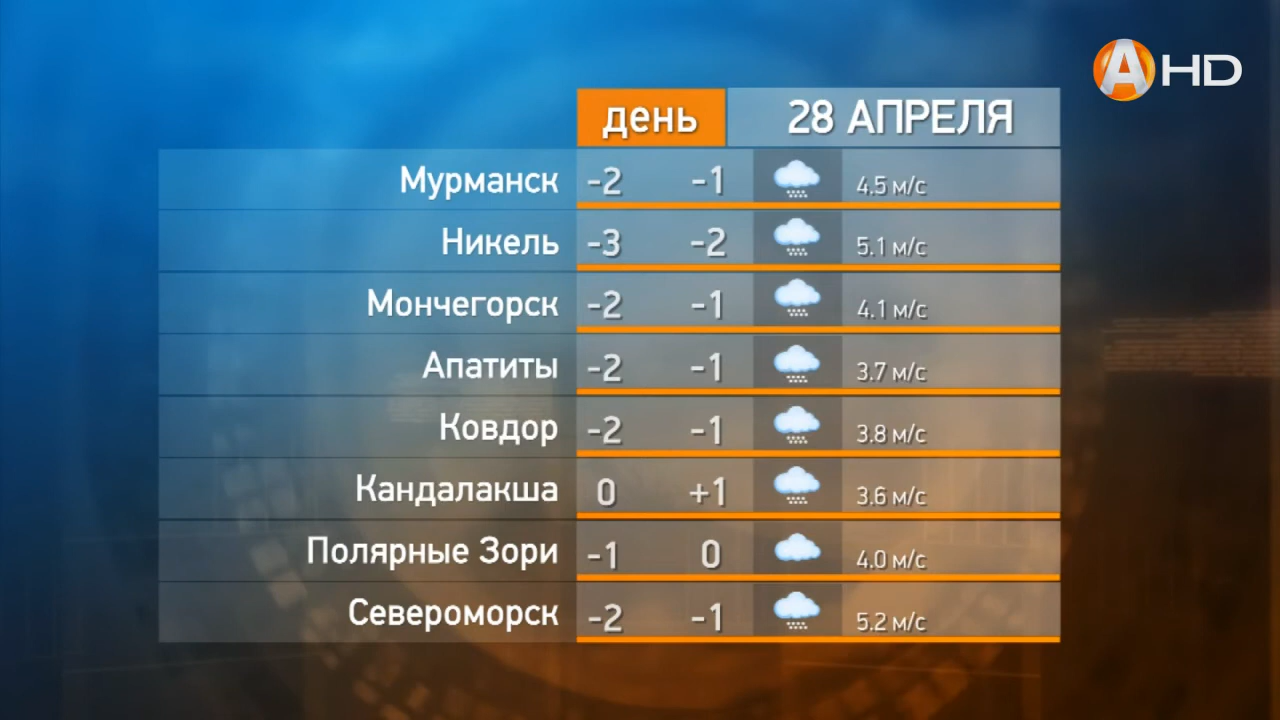 А HD
день 28 АПРЕЛЯ
Мурманск -2 -1 4.5 м/с
Никель -3 -2 5.1 м/с
Мончегорск -2 -1 4.1 м/с
Апатиты -2 -1 3.7 м/с
Ковдор -2 -1 3.8 м/с
Кандалакша 0 +1 3.6 м/с
Полярные Зори -1 0 4.0 м/с
Североморск -2 -1 5.2 м/с